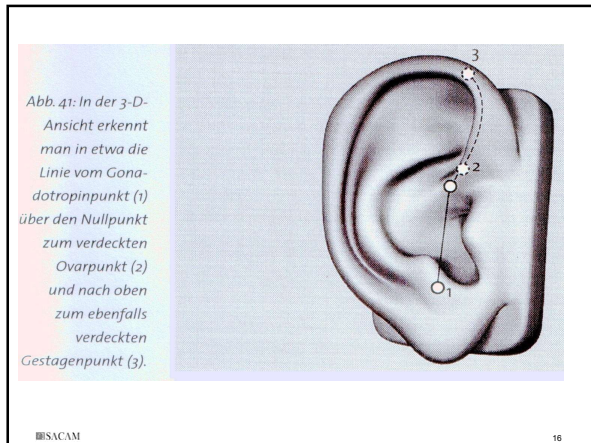 Abb. 41: In der 3-D-
Ansicht erkennt
man in etwa die
Linie vom Gona-
dotropinpunkt (1)
über den Nullpunkt
zum verdeckten
Ovarpunkt (2)
und nach oben
zum ebenfalls
verdeckten
Gestagenpunkt (3).
3
2
1
SACAM
16